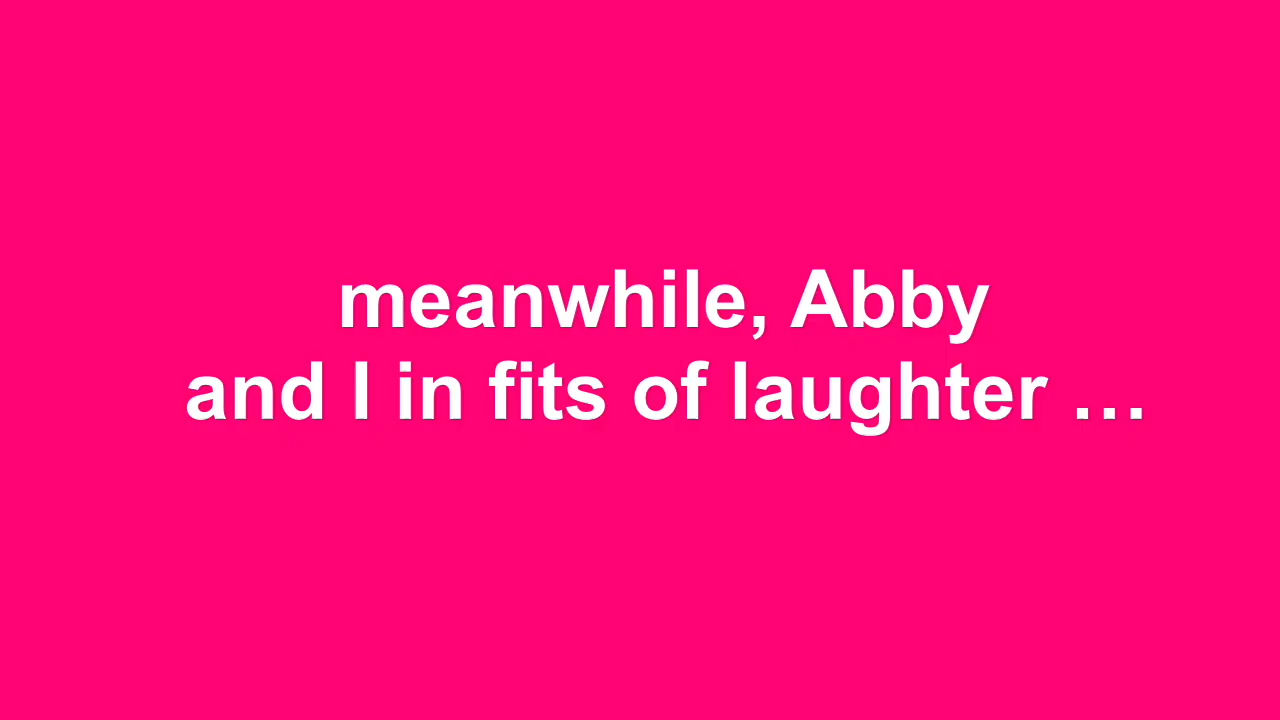 meanwhile, Abby
and I in fits of laughter …